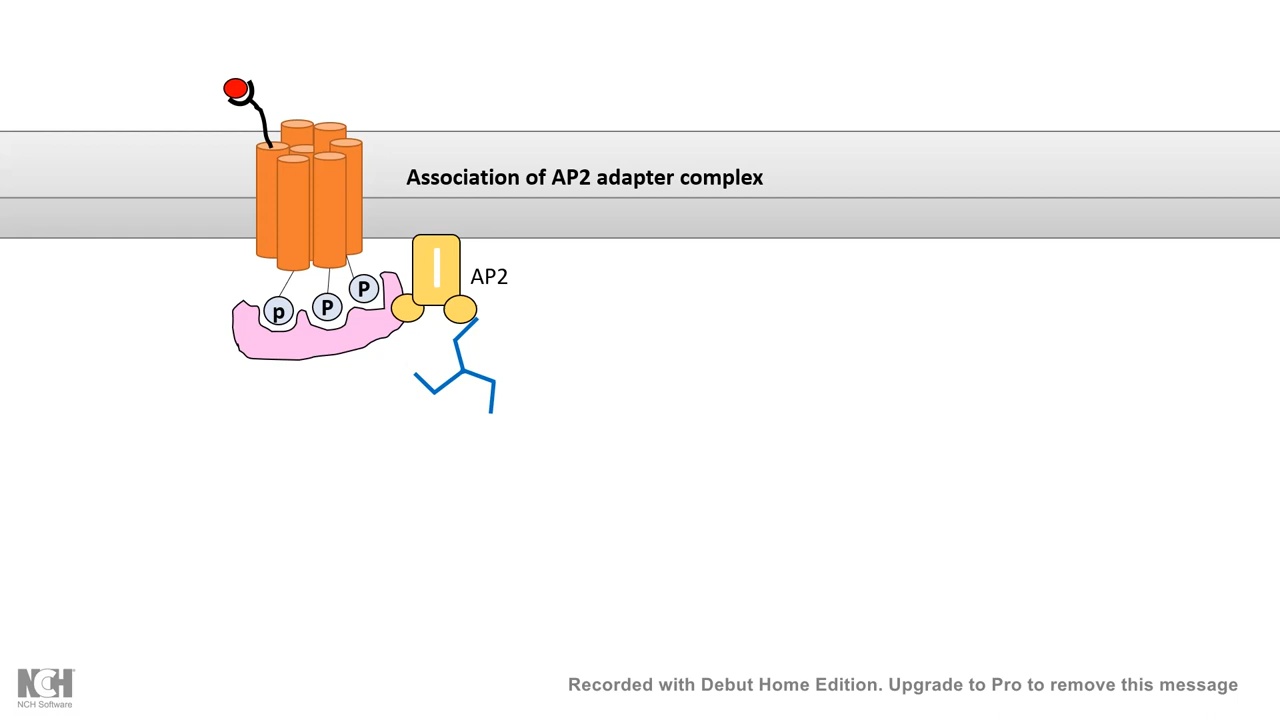 Association of AP2 adapter complex
AP2
P
p
P
NCH
NCH Software
Recorded with Debut Home Edition. Upgrade to Pro to remove this message